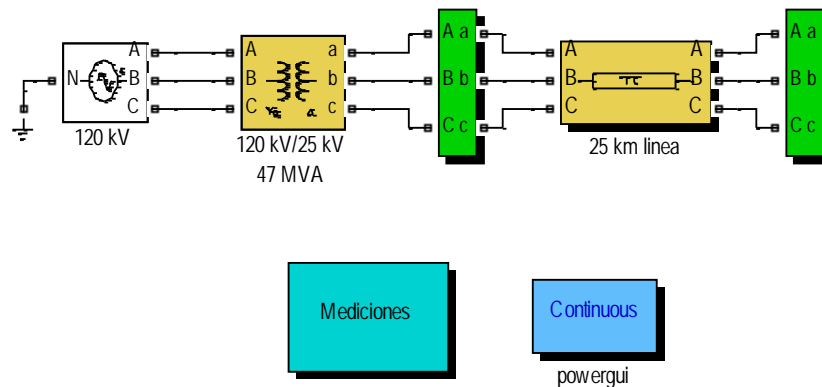 N
A
B
C
120 kV
A
B
C
a
b
c
120 kV/25 kV
47 MVA
A a
B b
C c
A
B
C
A
B
C
25 km linea
A a
B b
C c
Mediciones
Continuous
powergui